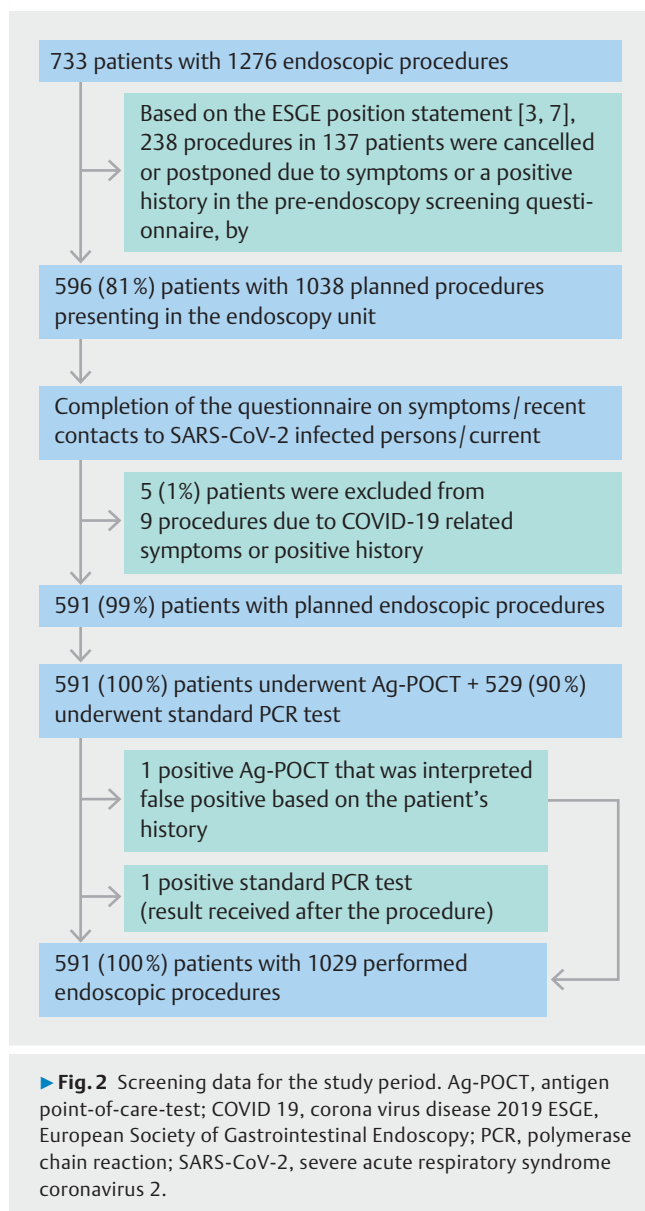 733 patients with 1276 endoscopic procedures
Based on the ESGE position statement [3, 7],
238 procedures in 137 patients were cancelled
or postponed due to symptoms or a positive
history in the pre-endoscopy screening questi-
onnaire, by
596 (81%) patients with 1038 planned procedures
presenting in the endoscopy unit
Completion of the questionnaire on symptoms/recent
contacts to SARS-CoV-2 infected persons/current
5 (1%) patients were excluded from
9 procedures due to COVID-19 related
symptoms or positive history
591 (99%) patients with planned endoscopic procedures
591 (100%) patients underwent Ag-POCT + 529 (90%)
underwent standard PCR test
1 positive Ag-POCT that was interpreted
false positive based on the patient’s
history
1 positive standard PCR test
(result received after the procedure)
591 (100%) patients with 1029 performed
endoscopic procedures
▶Fig. 2 Screening data for the study period. Ag-POCT, antigen
point-of-care-test; COVID 19, corona virus disease 2019 ESGE,
European Society of Gastrointestinal Endoscopy; PCR, polymerase
chain reaction; SARS-CoV-2, severe acute respiratory syndrome
coronavirus 2.